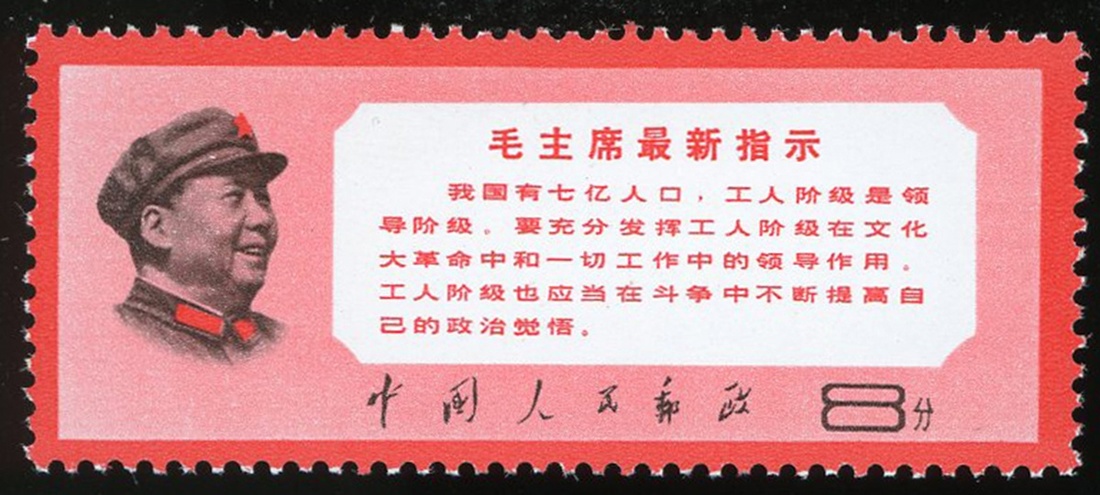 毛主席最新指示
我国有七亿人口，工人阶级是领
导阶级。要充分发挥工人阶级在文化
大革命中和一切工作中的领导作用。
工人阶级也应当在斗争中不断提高自
己的政治觉悟。
中国人民邮政 8分